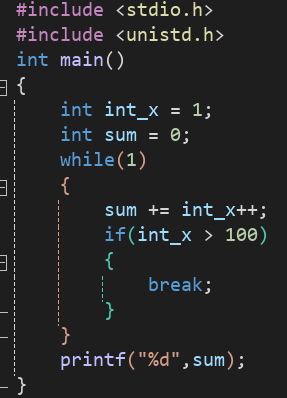 #include <stdio.h>
#include <unistd.h>
int main()
{
    int int_x = 1;
    int sum = 0;
    while(1)
    {
        sum += int_x++;
        if(int_x > 100)
        {
            break;
        }
    }
    printf("%d",sum);
}